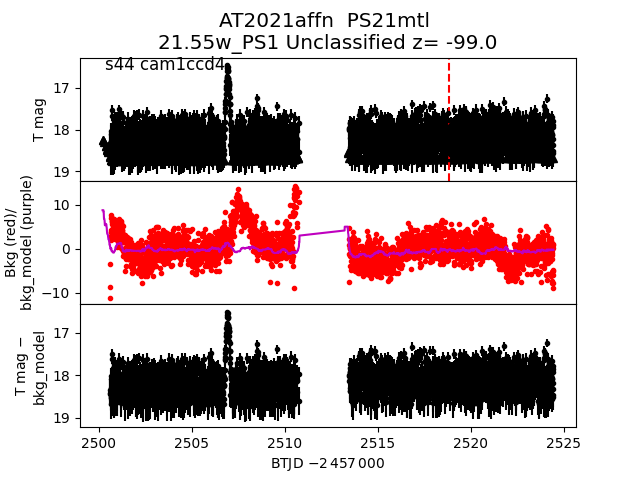 AT2021affn  PS21mtl
21.55w_PS1 Unclassified z= -99.0
s44 cam1ccd4
17
18
19
T mag
10
0
−10
Bkg (red)/
bkg_model (purple)
17
18
19
T mag −
bkg_model
2500
2505
2510
2515
2520
2525
BTJD −2 457 000